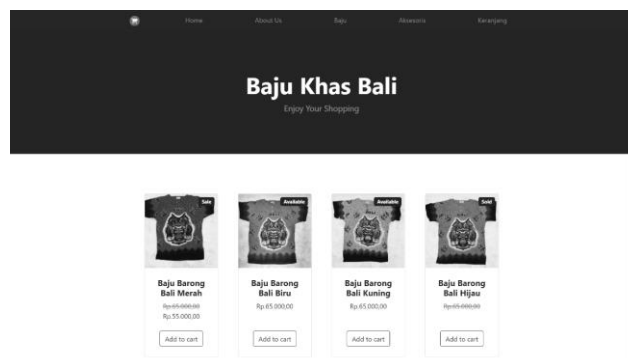 Home About Us Baju Aksesoris Keranjang
Baju Khas Bali
Enjoy Your Shopping
Sale Available Available Sold
Baju Barong Bali Merah
Rp.65.000,00
Rp.55.000,00
Add to cart
Baju Barong Bali Biru
Rp.65.000,00
Add to cart
Baju Barong Bali Kuning
Rp.65.000,00
Add to cart
Baju Barong Bali Hijau
Rp.65.000,00
Add to cart